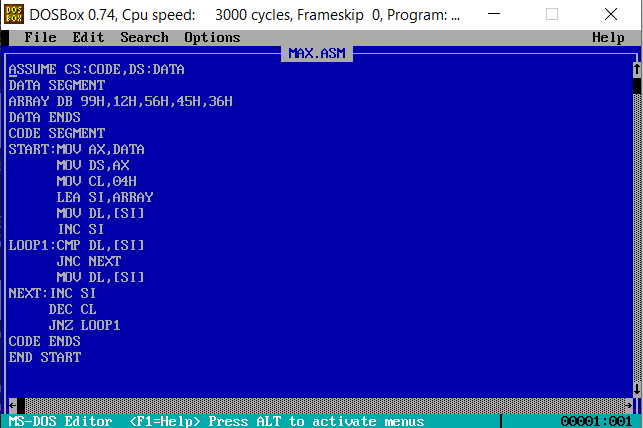 DOS BOX DOSBox 0.74, Cpu speed: 3000 cycles, Frameskip 0, Program: ...
File Edit Search Options Help
MAX.ASM
ASSUME CS:CODE,DS:DATA
DATA SEGMENT
ARRAY DB 99H,12H,56H,45H,36H
DATA ENDS
CODE SEGMENT
START:MOV AX,DATA
MOV DS,AX
MOV CL,04H
LEA SI,ARRAY
MOV DL,[SI]
INC SI
LOOP1:CMP DL,[SI]
JNC NEXT
MOV DL,[SI]
NEXT:INC SI
DEC CL
JNZ LOOP1
CODE ENDS
END START
MS-DOS Editor <F1=Help> Press ALT to activate menus 00001:001